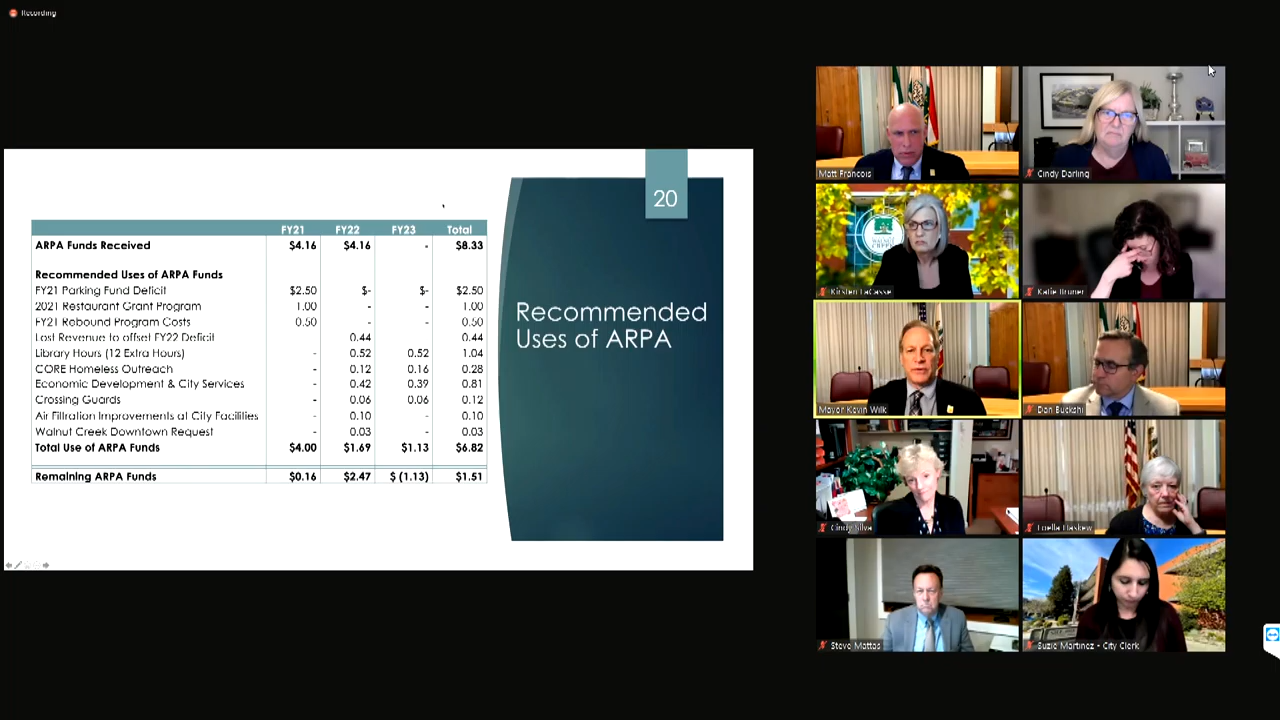 Recording
20
FY21 FY22 FY23 Total
ARPA Funds Received $4.16 $4.16 - $8.33
Recommended Uses of ARPA Funds
FY21 Parking Fund Deficit $2.50 $- $- $2.50
2021 Restaurant Grant Program 1.00 - - 1.00
FY21 Rebound Program Costs 0.50 - - 0.50
Lost Revenue to offset FY22 Deficit 0.44 0.44
Library Hours (12 Extra Hours) - 0.52 0.52 1.04
CORE Homeless Outreach - 0.12 0.16 0.28
Economic Development & City Services - 0.42 0.39 0.81
Crossing Guards - 0.06 0.06 0.12
Air Filtration Improvements at City Facilities - 0.10 - 0.10
Walnut Creek Downtown Request - 0.03 - 0.03
Total Use of ARPA Funds $4.00 $1.69 $1.13 $6.82
Remaining ARPA Funds $0.16 $2.47 $ (1.13) $1.51
Recommended
Uses of ARPA
Matt Francois
Cindy Darling
WALNUT
CREEK
Kirsten LaCasse
Katie Bruner
Mayor Kevin Wilk
Dan Buckshi
Cindy Silva
Loella Haskew
Steve Mattas
Suzie Martinez - City Clerk